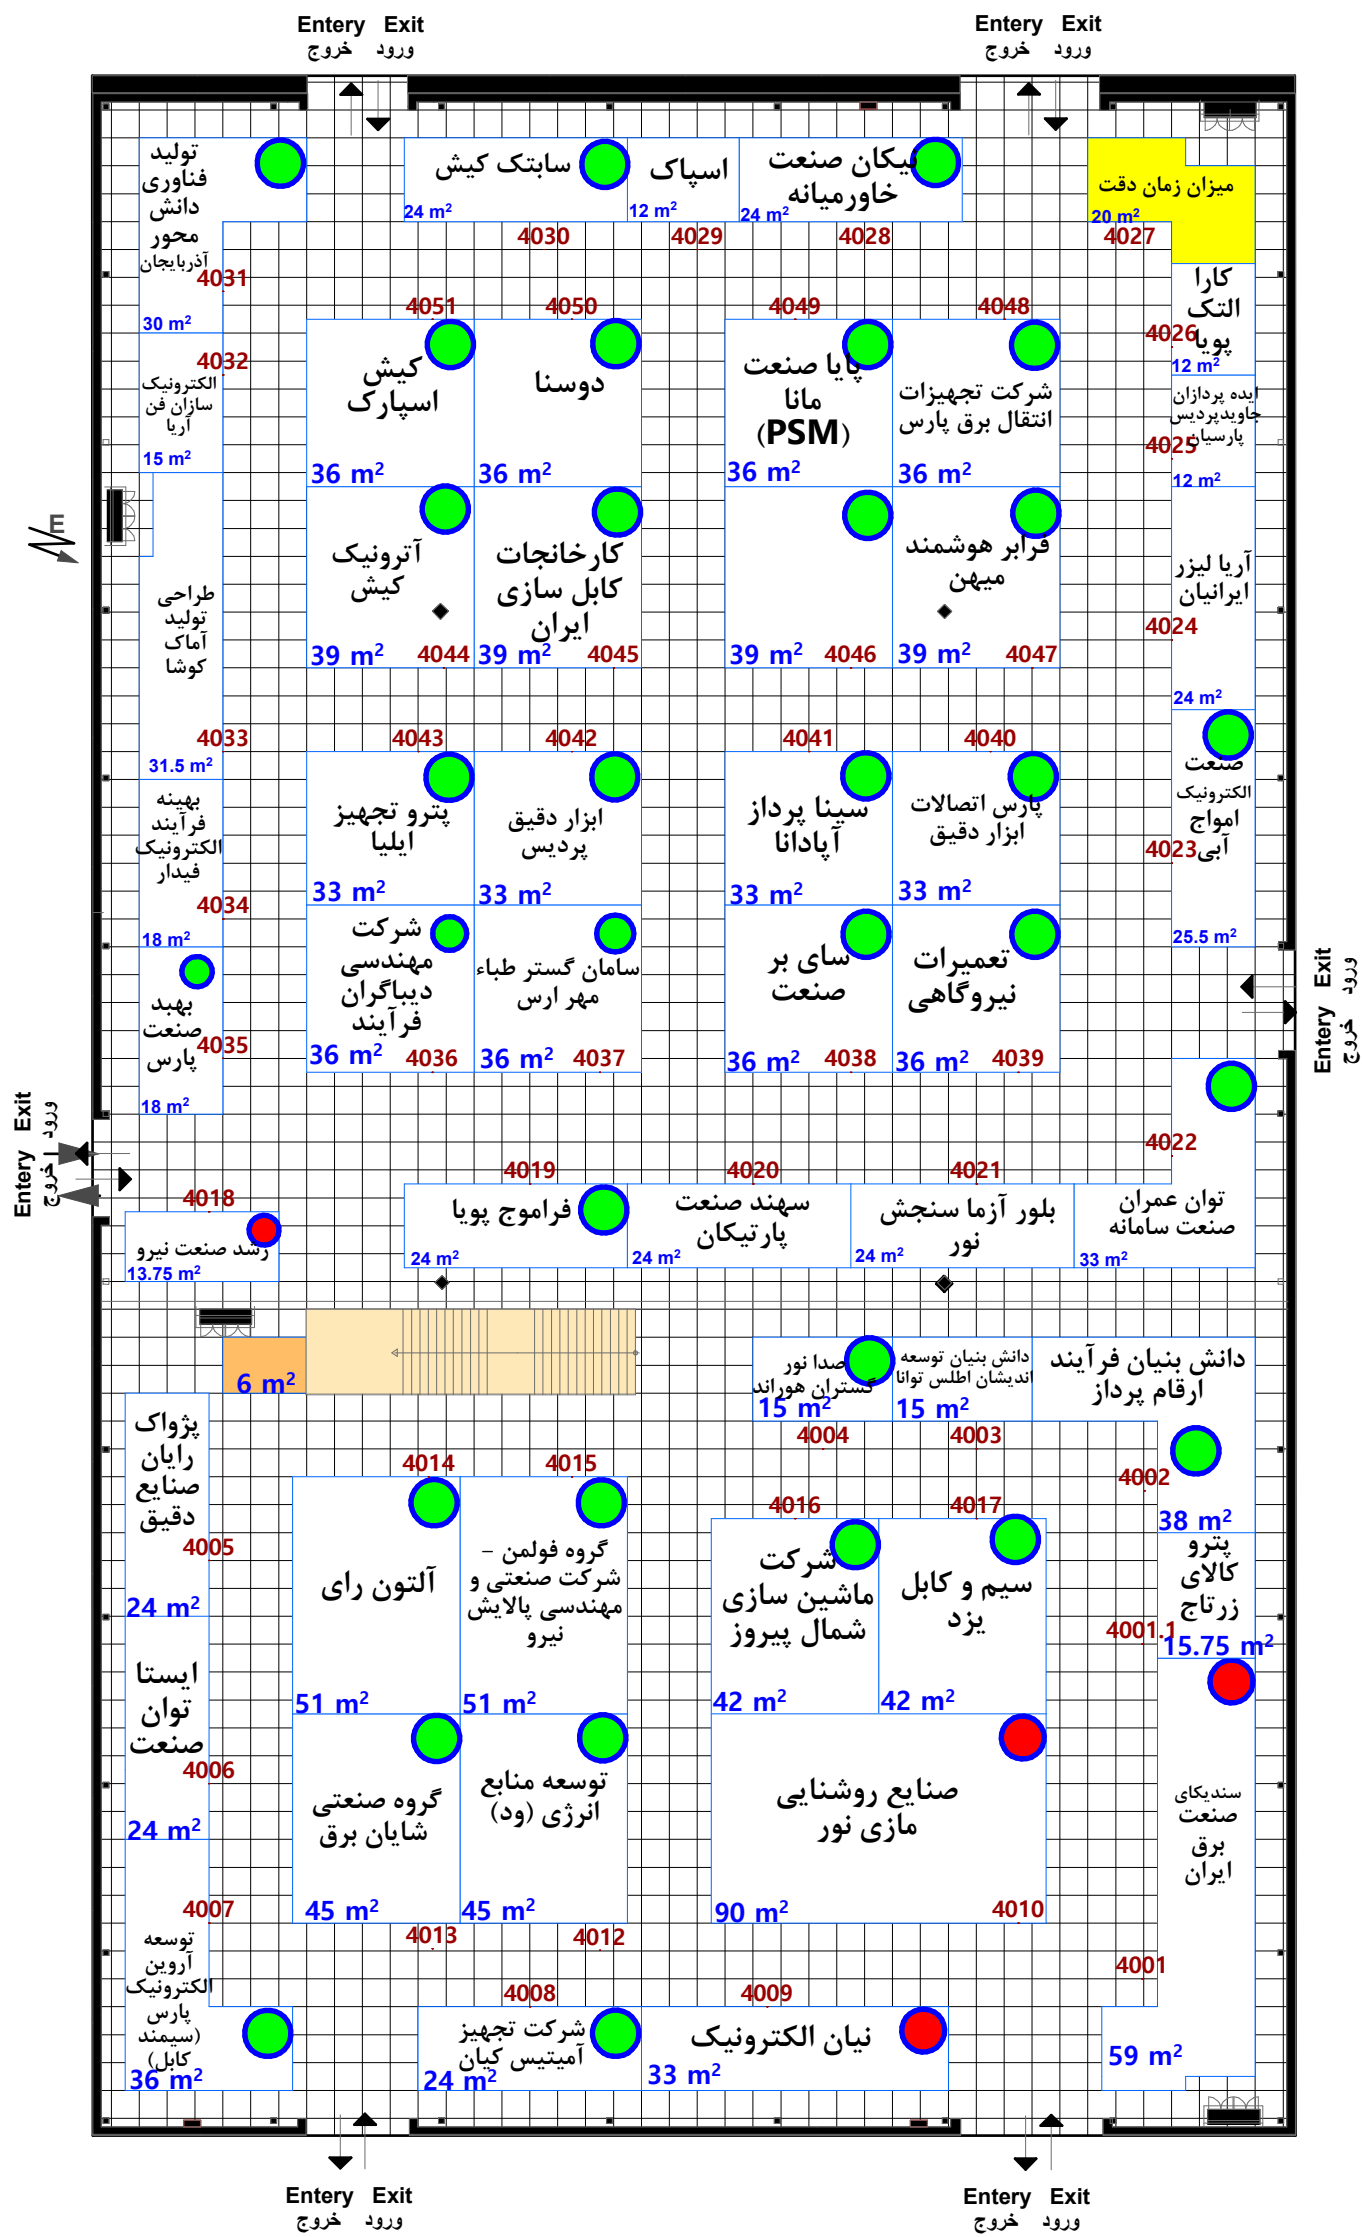 Entery Exit
خروج ورود
Entery Exit
خروج ورود
تولید
فناوری
دانش
محور
آذربایجان
30 m²
4031
سابتک کیش
24 m²
4030
اسپاک
12 m²
4029
نیکان صنعت
خاورمیانه
24 m²
4028
میزان زمان دقت
20 m²
4027
کارا
التک
پویا
12 m²
4026
4032
الکترونیک
سازان فن
آریا
15 m²
4051
کیش
اسپارک
36 m²
4050
دوسنا
36 m²
4049
پایا صنعت
مانا
(PSM)
36 m²
4048
شرکت تجهیزات
انتقال برق پارس
36 m²
ایده پردازان
جاویدپردیس
پارسیان
4025
12 m²
E
آترونیک
کیش
39 m²
4044
کارخانجات
کابل سازی
ایران
39 m²
4045
39 m²
4046
فرابر هوشمند
میهن
39 m²
4047
آریا لیزر
ایرانیان
4024
24 m²
طراحی
تولید
آماک
کوشا
4033
31.5 m²
4043
پترو تجهیز
ایلیا
33 m²
4042
ابزار دقیق
پردیس
33 m²
4041
سینا پرداز
آپادانا
33 m²
4040
پارس اتصالات
ابزار دقیق
33 m²
صنعت
الکترونیک
امواج
آبی
4023
25.5 m²
بهینه
فرآیند
الکترونیک
فیدار
4034
18 m²
شرکت
مهندسی
دیباگران
فرآیند
36 m²
4036
سامان گستر طباء
مهر ارس
36 m²
4037
سای بر
صنعت
36 m²
4038
تعمیرات
نیروگاهی
36 m²
4039
بهبد
صنعت
پارس
4035
18 m²
Entery Exit
خروج ورود
Entery Exit
خروج ورود
4018
رشد صنعت نیرو
13.75 m²
4019
فراموج پویا
24 m²
4020
سهند صنعت
پارتیکان
24 m²
4021
بلور آزما سنجش
نور
24 m²
4022
توان عمران
صنعت سامانه
33 m²
6 m²
صدا نور
گستران هوراند
15 m²
4004
دانش بنیان توسعه
اندیشان اطلس توانا
15 m²
4003
دانش بنیان فرآیند
ارقام پرداز
4002
38 m²
پژواک
رایان
صنایع
دقیق
4005
24 m²
4014
آلتون رای
51 m²
4015
گروه فولمن –
شرکت صنعتی و
مهندسی پالایش
نیرو
51 m²
4016
شرکت
ماشین سازی
شمال پیروز
42 m²
4017
سیم و کابل
یزد
42 m²
پترو
کالای
زرتاج
4001.1
15.75 m²
ایستا
توان
صنعت
4006
24 m²
گروه صنعتی
شایان برق
45 m²
4013
توسعه منابع
انرژی (ود)
45 m²
4012
صنایع روشنایی
مازی نور
90 m²
4010
سندیکای
صنعت
برق
ایران
4001
59 m²
4007
توسعه
آروین
الکترونیک
پارس
(سیمند
کابل)
36 m²
4008
شرکت تجهیز
آمیتیس کیان
24 m²
4009
نیان الکترونیک
33 m²
Entery Exit
خروج ورود
Entery Exit
خروج ورود